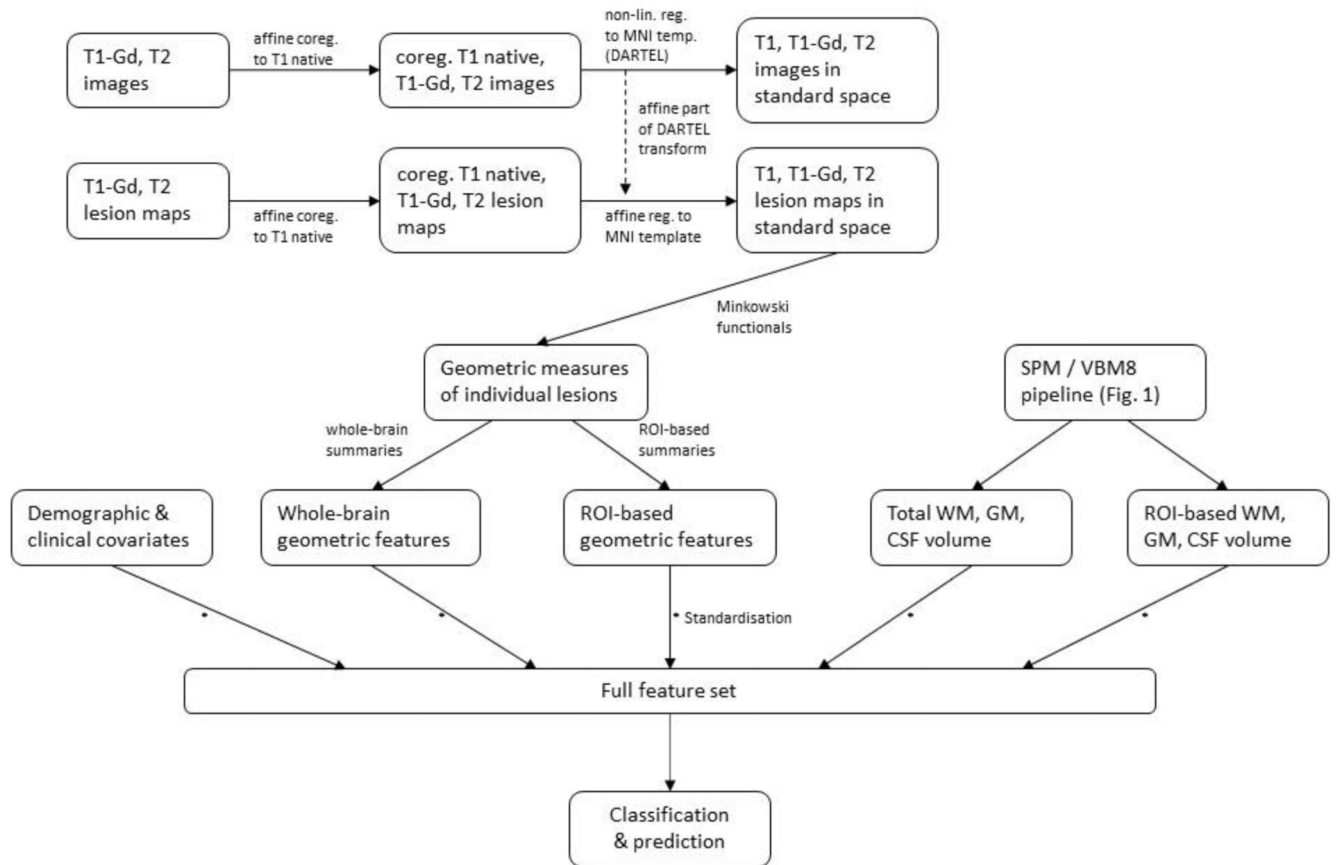 T1-Gd, T2
images
affine coreg.
to T1 native
coreg. T1 native,
T1-Gd, T2 images
non-lin. reg.
to MNI temp.
(DARTEL)
T1, T1-Gd, T2
images in
standard space
affine part
of DARTEL
transform
T1-Gd, T2
lesion maps
affine coreg.
to T1 native
coreg. T1 native,
T1-Gd, T2 lesion
maps
affine reg. to
MNI template
T1, T1-Gd, T2
lesion maps in
standard space
Minkowski
functionals
Geometric measures
of individual lesions
SPM / VBM8
pipeline (Fig. 1)
whole-brain
summaries
ROI-based
summaries
Demographic &
clinical covariates
Whole-brain
geometric features
ROI-based
geometric features
Total WM, GM,
CSF volume
ROI-based WM,
GM, CSF volume
* * * Standardisation * *
Full feature set
Classification
& prediction